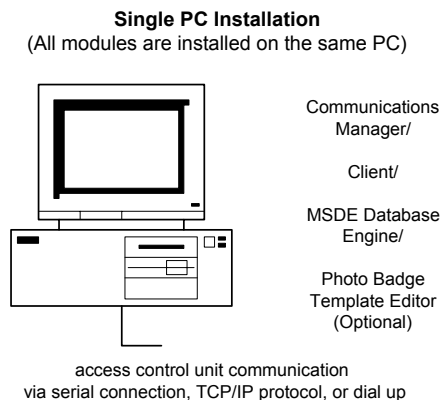 Single PC Installation
(All modules are installed on the same PC)
Communications
Manager/
Client/
MSDE Database
Engine/
Photo Badge
Template Editor
(Optional)
access control unit communication
via serial connection, TCP/IP protocol, or dial up